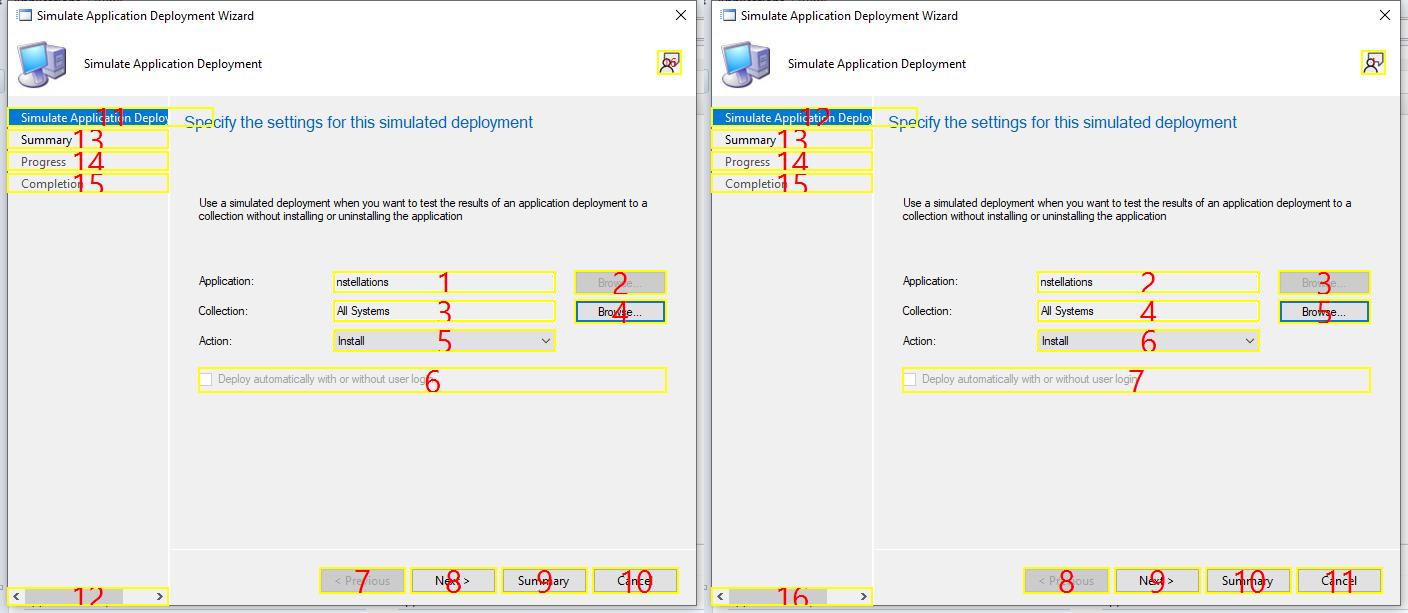 Simulate Application Deployment Wizard
Simulate Application Deployment
16
Simulate Application Deploy
11
Summary
13
Progress
14
Completion
15
12
Specify the settings for this simulated deployment
Use a simulated deployment when you want to test the results of an application deployment to a
collection without installing or uninstalling the application
Application: nstellations 1 Browse... 2
Collection: All Systems 3 Browse... 4
Action: Install 5
Deploy automatically with or without user login 6
< Previous 7 Next > 8 Summary 9 Cancel 10
Simulate Application Deployment Wizard
Simulate Application Deployment
Simulate Application Deploy
12
Summary
13
Progress
14
Completion
15
16
Specify the settings for this simulated deployment
Use a simulated deployment when you want to test the results of an application deployment to a
collection without installing or uninstalling the application
Application: nstellations 2 Browse... 3
Collection: All Systems 4 Browse... 5
Action: Install 6
Deploy automatically with or without user login 7
< Previous 8 Next > 9 Summary 10 Cancel 11